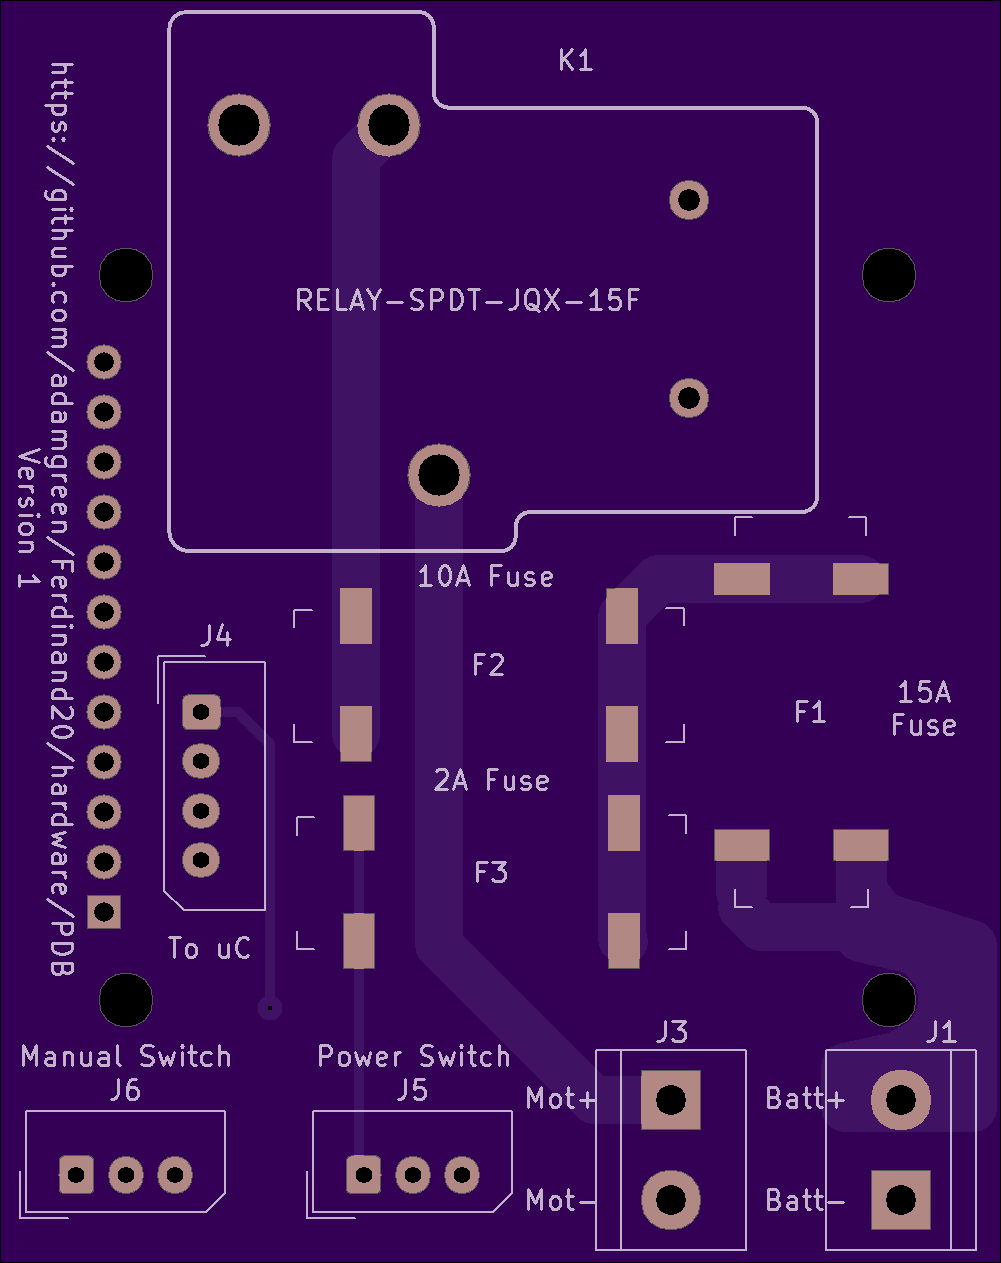 K1
https://github.com/adamgreen/Ferdinand20/hardware/PDB
Version 1
RELAY-SPDT-JQX-15F
10A Fuse
J4
F2
15A
Fuse
F1
2A Fuse
F3
To uC
J3
J1
Manual Switch
J6
Power Switch
J5
Mot+
Batt+
Mot-
Batt-